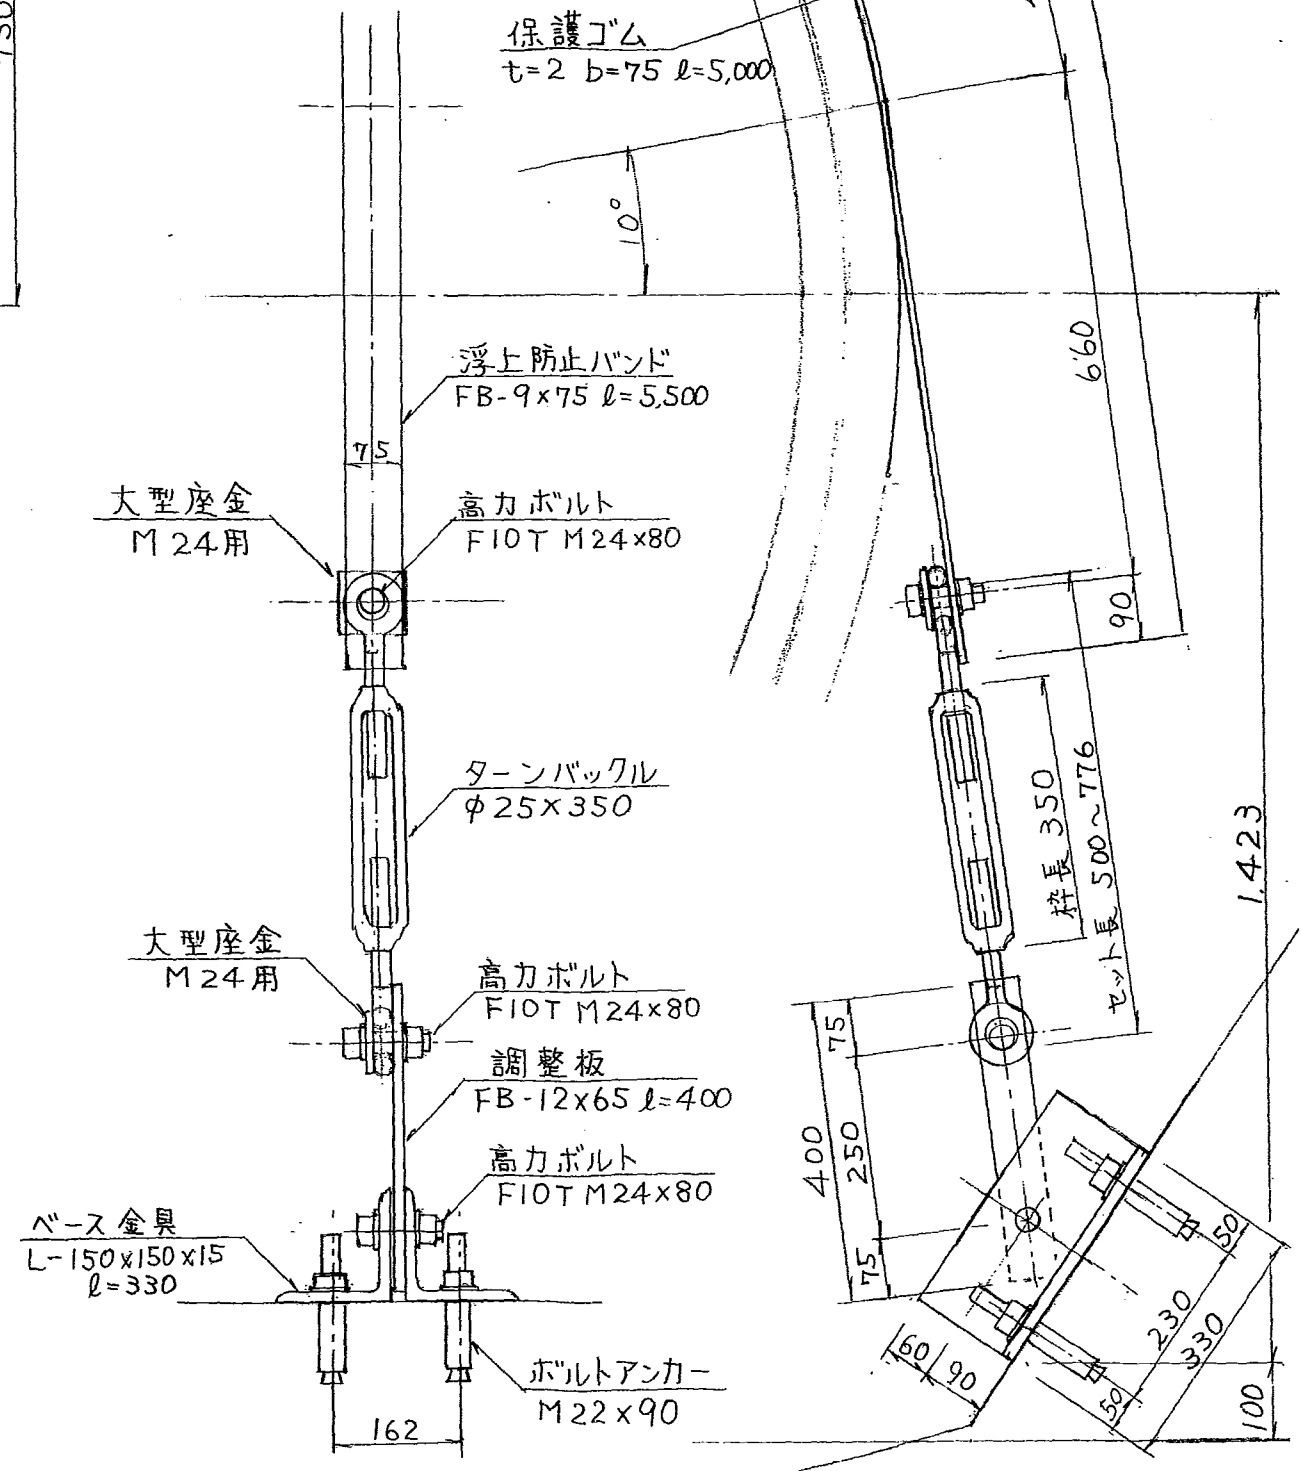 保護ゴム
t=2 b=75 ℓ=5,000
10°
浮上防止バンド
FB-9×75 ℓ=5,500
75
大型座金
M24用
高力ボルト
F10T M24×80
660
90
ターンバックル
φ25×350
枠長 350
セット長 500~776
1.423
大型座金
M24用
高力ボルト
F10T M24×80
調整板
FB-12×65 ℓ=400
高力ボルト
F10T M24×80
ベース金具
L-150×150×15
ℓ=330
ボルトアンカー
M22×90
162
75
250
400
75
60
90
50
230
330
50
100